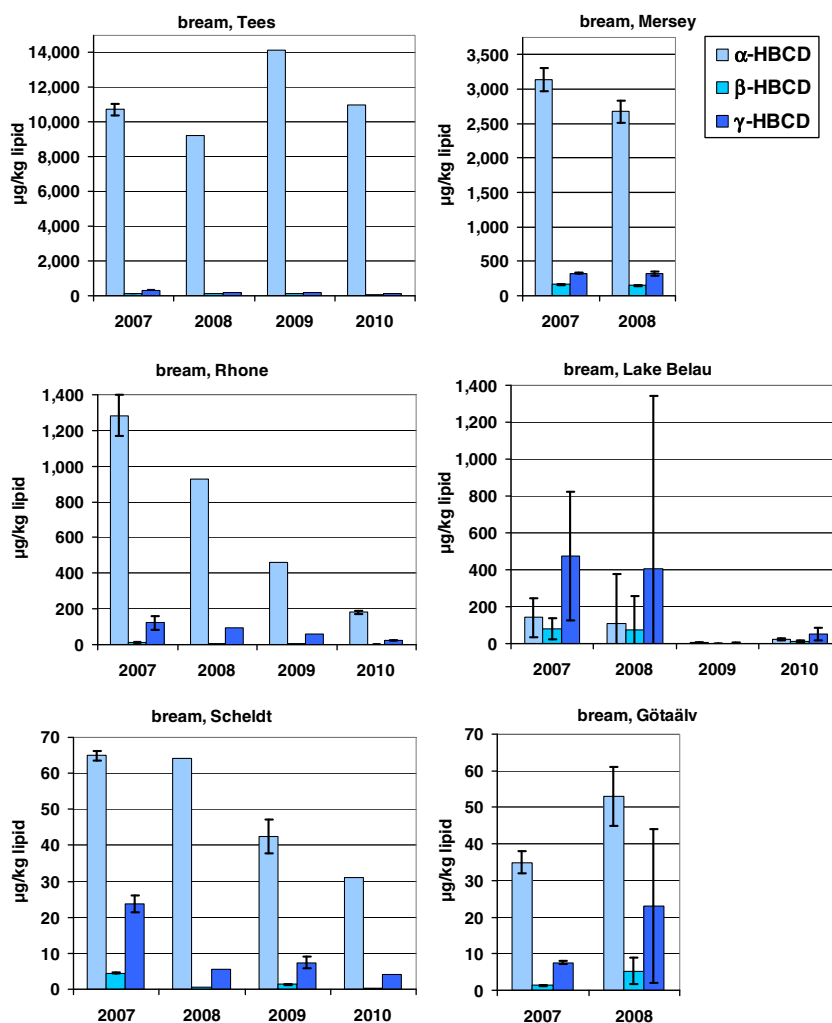 bream, Tees
14,000
12,000
10,000
8,000
6,000
4,000
2,000
0
µg/kg lipid
2007 2008 2009 2010
bream, Mersey
3,500
3,000
2,500
2,000
1,500
1,000
500
0
µg/kg lipid
2007 2008
α-HBCD
β-HBCD
γ-HBCD
bream, Rhone
1,400
1,200
1,000
800
600
400
200
0
µg/kg lipid
2007 2008 2009 2010
bream, Lake Belau
1,400
1,200
1,000
800
600
400
200
0
µg/kg lipid
2007 2008 2009 2010
bream, Scheldt
70
60
50
40
30
20
10
0
µg/kg lipid
2007 2008 2009 2010
bream, Götaälv
70
60
50
40
30
20
10
0
µg/kg lipid
2007 2008